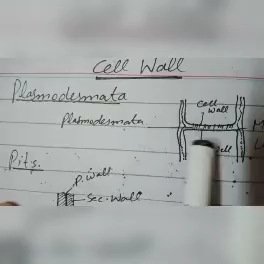 Cell Wall
Plasmodesmata
Cell
wall
Plasmodesmata
Pits.
P. wall
Sec. Wall